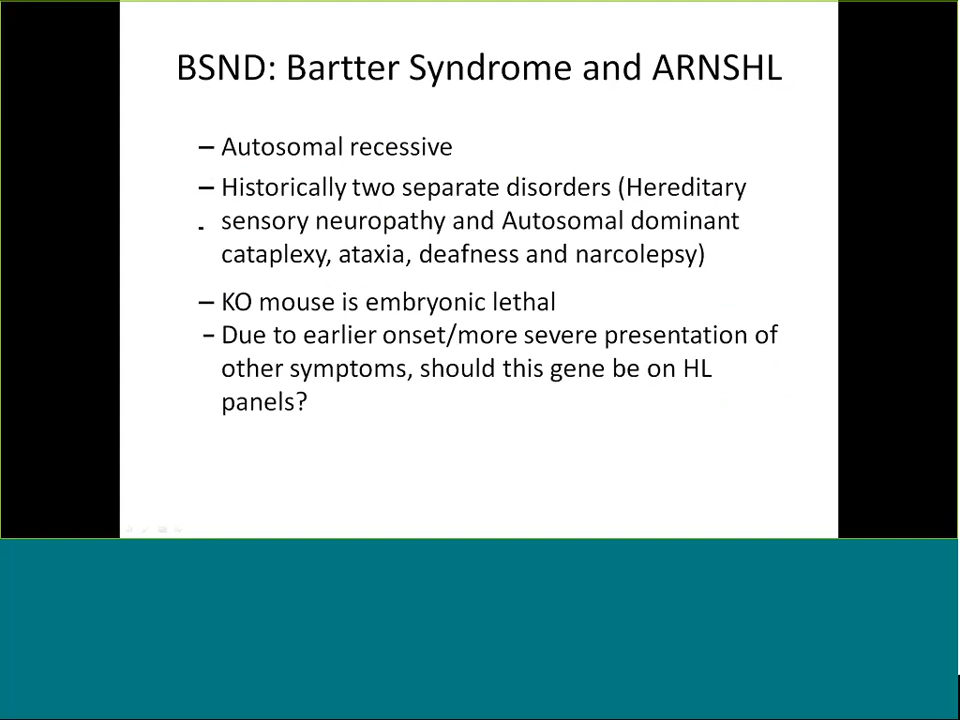 BSND: Bartter Syndrome and ARNSHL
– Autosomal recessive
– Historically two separate disorders (Hereditary
- sensory neuropathy and Autosomal dominant
cataplexy, ataxia, deafness and narcolepsy)
– KO mouse is embryonic lethal
– Due to earlier onset/more severe presentation of
other symptoms, should this gene be on HL
panels?